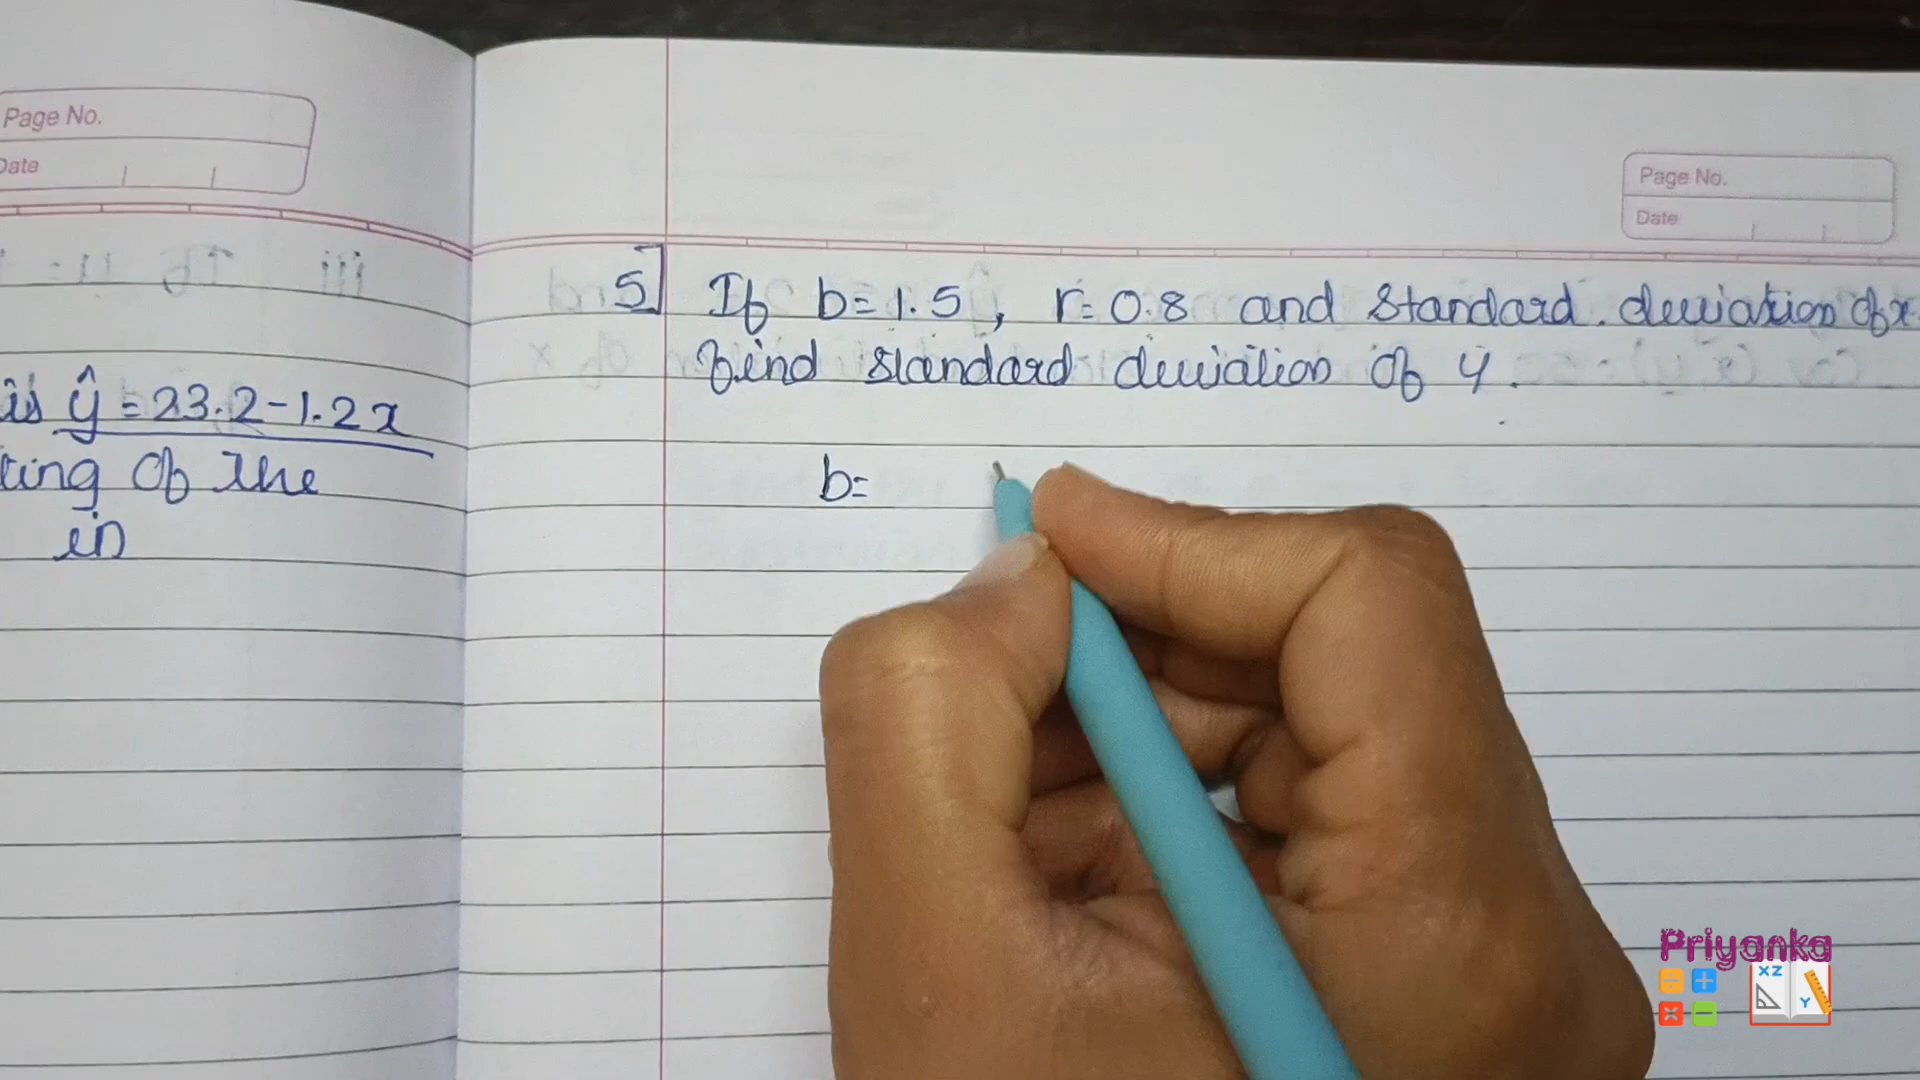 Page No.
Date
is ŷ = 23.2 - 1.2x
ting of the
in
Page No.
Date
5] If b = 1.5, r = 0.8 and standard deviation of x
find standard deviation of y.
b =
Priyanka
XZ
Y